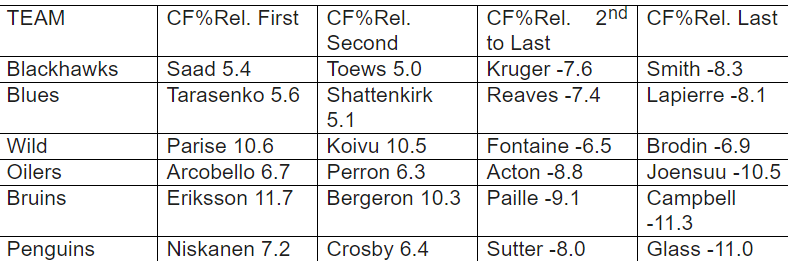 TEAM CF%Rel. First CF%Rel. Second CF%Rel. 2nd to Last CF%Rel. Last
Blackhawks Saad 5.4 Toews 5.0 Kruger -7.6 Smith -8.3
Blues Tarasenko 5.6 Shattenkirk 5.1 Reaves -7.4 Lapierre -8.1
Wild Parise 10.6 Koivu 10.5 Fontaine -6.5 Brodin -6.9
Oilers Arcobello 6.7 Perron 6.3 Acton -8.8 Joensuu -10.5
Bruins Eriksson 11.7 Bergeron 10.3 Paille -9.1 Campbell -11.3
Penguins Niskanen 7.2 Crosby 6.4 Sutter -8.0 Glass -11.0